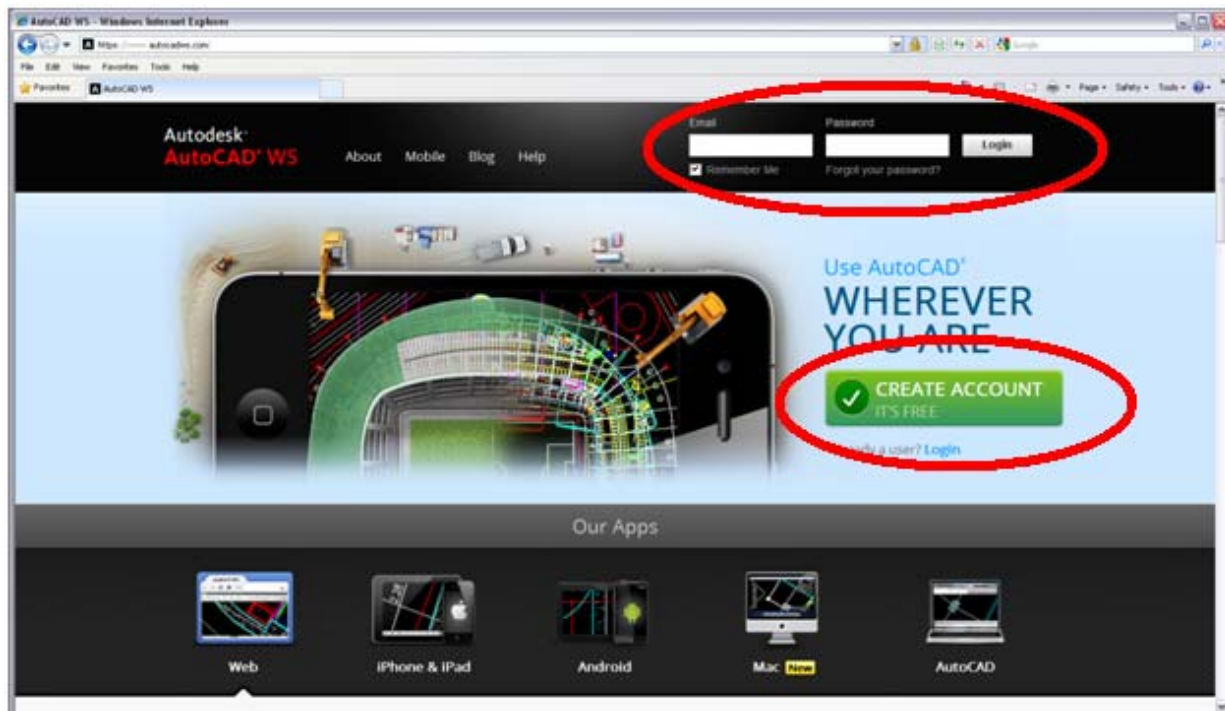 AutoCAD WS - Windows Internet Explorer
autocadws.com
Google
File Edit View Favorites Tools Help
Favorites AutoCAD WS
Page Safety Tools
Email Password
Autodesk
AutoCAD® WS About Mobile Blog Help
Login
Remember Me Forgot your password?
Use AutoCAD®
WHEREVER
YOU ARE
CREATE ACCOUNT
IT'S FREE
a user? Login
Our Apps
Web iPhone & iPad Android Mac New AutoCAD